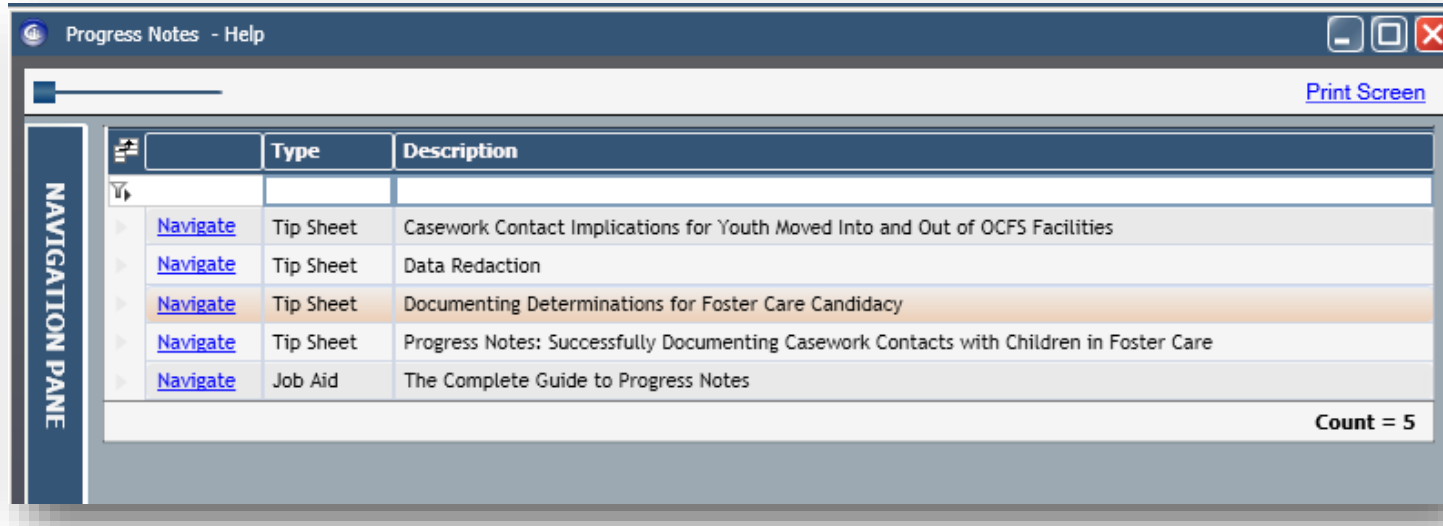 Progress Notes - Help
Print Screen
NAVIGATION PANE
Type Description
Navigate Tip Sheet Casework Contact Implications for Youth Moved Into and Out of OCFS Facilities
Navigate Tip Sheet Data Redaction
Navigate Tip Sheet Documenting Determinations for Foster Care Candidacy
Navigate Tip Sheet Progress Notes: Successfully Documenting Casework Contacts with Children in Foster Care
Navigate Job Aid The Complete Guide to Progress Notes
Count = 5